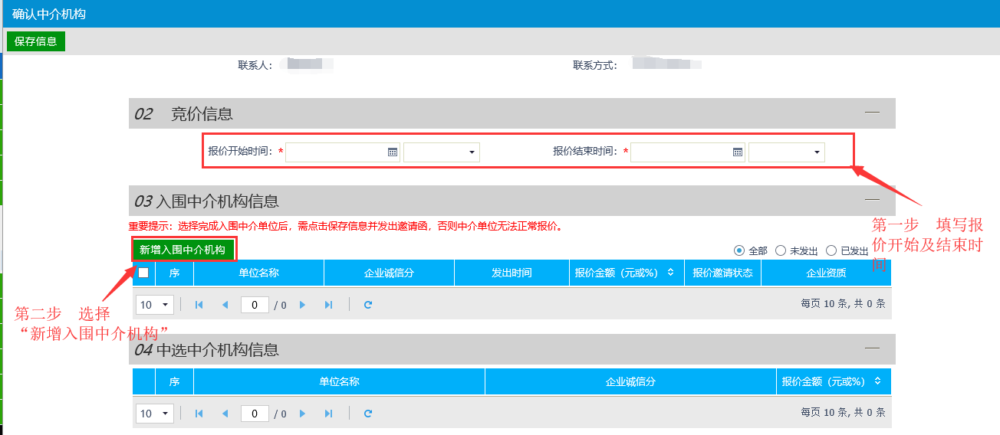 确认中介机构
保存信息
联系人：
联系方式：
02 竞价信息
报价开始时间：*
报价结束时间：*
03 入围中介机构信息
重要提示：选择完成入围中介单位后，需点击保存信息并发出邀请函，否则中介单位无法正常报价。
第一步 填写报
价开始及结束时
间
新增入围中介机构
全部 未发出 已发出
序 单位名称 企业诚信分 发出时间 报价金额（元或%） 报价邀请状态 企业资质
10 0 / 0 每页 10 条, 共 0 条
第二步 选择
“新增入围中介机构”
04 中选中介机构信息
序 单位名称 企业诚信分 报价金额（元或%）
10 0 / 0 每页 10 条, 共 0 条